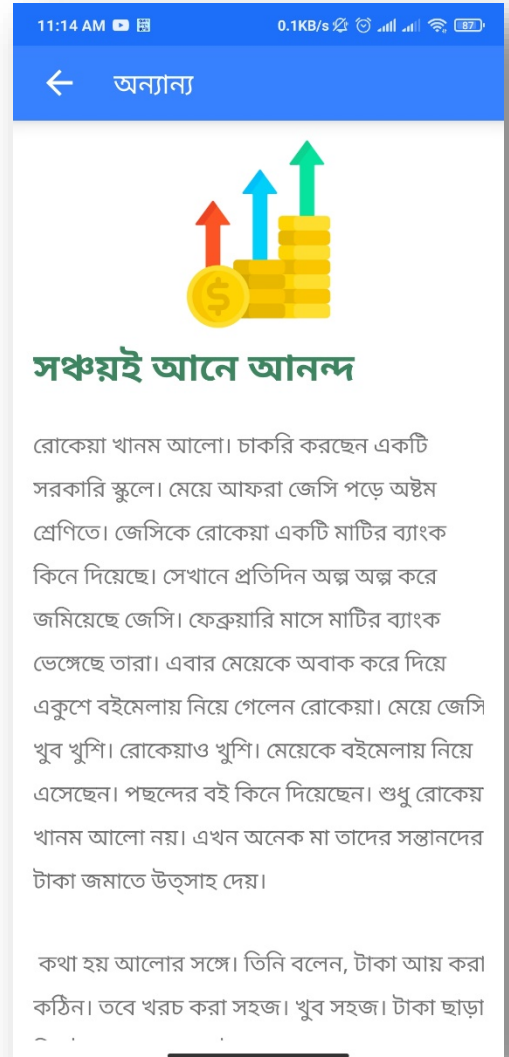 11:14 AM
0.1KB/s
87
অন্যান্য
$
সঞ্চয়ই আনে আনন্দ
রোকেয়া খানম আলো। চাকরি করছেন একটি
সরকারি স্কুলে। মেয়ে আফরা জেসি পড়ে অষ্টম
শ্রেণিতে। জেসিকে রোকেয়া একটি মাটির ব্যাংক
কিনে দিয়েছে। সেখানে প্রতিদিন অল্প অল্প করে
জমিয়েছে জেসি। ফেব্রুয়ারি মাসে মাটির ব্যাংক
ভেঙ্গেছে তারা। এবার মেয়েকে অবাক করে দিয়ে
একুশে বইমেলায় নিয়ে গেলেন রোকেয়া। মেয়ে জেসি
খুব খুশি। রোকেয়াও খুশি। মেয়েকে বইমেলায় নিয়ে
এসেছেন। পছন্দের বই কিনে দিয়েছেন। শুধু রোকেয়
খানম আলো নয়। এখন অনেক মা তাদের সন্তানদের
টাকা জমাতে উত্সাহ দেয়।
কথা হয় আলোর সঙ্গে। তিনি বলেন, টাকা আয় করা
কঠিন। তবে খরচ করা সহজ। খুব সহজ। টাকা ছাড়া